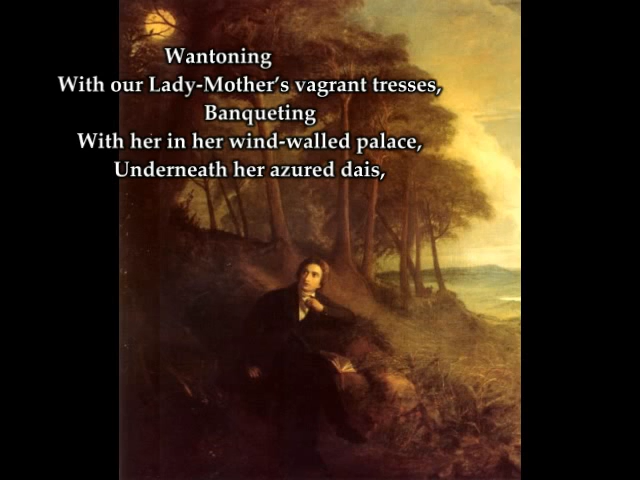 Wantoning
With our Lady-Mother’s vagrant tresses,
Banqueting
With her in her wind-walled palace,
Underneath her azured dais,